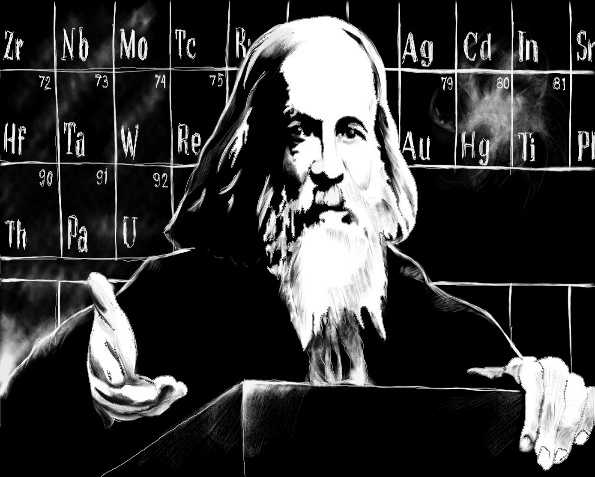 Zr Nb Mo Tc R Ag Cd In Sn
72 73 74 75 79 80 81
Hf Ta W Re Au Hg Ti P
90 91 92
Th Pa U